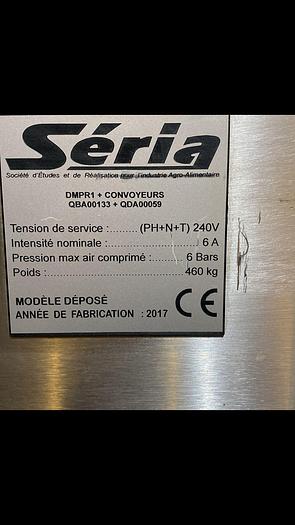 Séria
Société d'Études et de Réalisation pour l'Industrie Agro-Alimentaire
DMPR1 + CONVOYEURS
QBA00133 + QDA00059
Tension de service :......... (PH+N+T) 240V
Intensité nominale :........................ 6 A
Pression max air comprimé :......... 6 Bars
Poids :....................................... 460 kg
MODÈLE DÉPOSÉ
ANNÉE DE FABRICATION : 2017
CE